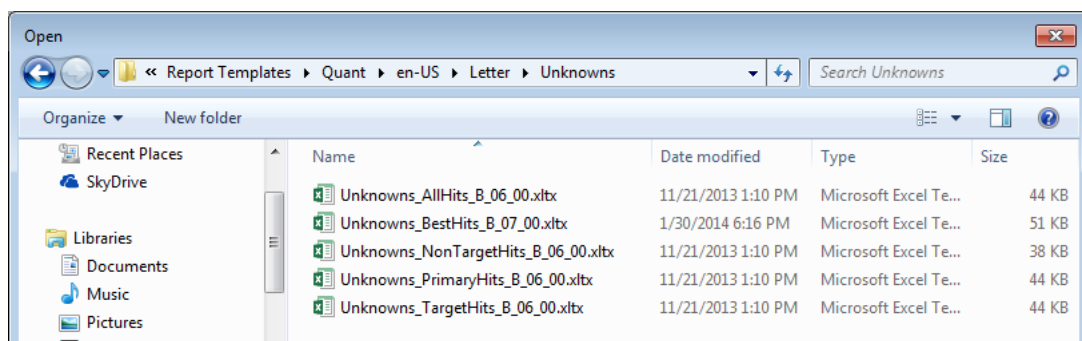 Open
« Report Templates Quant en-US Letter Unknowns Search Unknowns
Organize New folder
Recent Places
SkyDrive
Libraries
Documents
Music
Pictures
Name Date modified Type Size
Unknowns_AllHits_B_06_00.xltx 11/21/2013 1:10 PM Microsoft Excel Te... 44 KB
Unknowns_BestHits_B_07_00.xltx 1/30/2014 6:16 PM Microsoft Excel Te... 51 KB
Unknowns_NonTargetHits_B_06_00.xltx 11/21/2013 1:10 PM Microsoft Excel Te... 38 KB
Unknowns_PrimaryHits_B_06_00.xltx 11/21/2013 1:10 PM Microsoft Excel Te... 44 KB
Unknowns_TargetHits_B_06_00.xltx 11/21/2013 1:10 PM Microsoft Excel Te... 44 KB